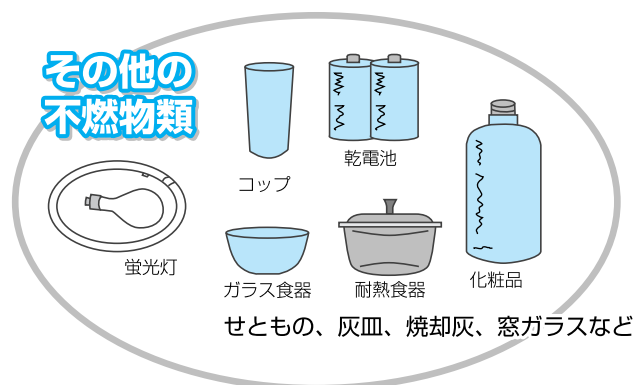 その他の
不燃物類
コップ
乾電池
蛍光灯
ガラス食器
耐熱食器
化粧品
せともの、灰皿、焼却灰、窓ガラスなど